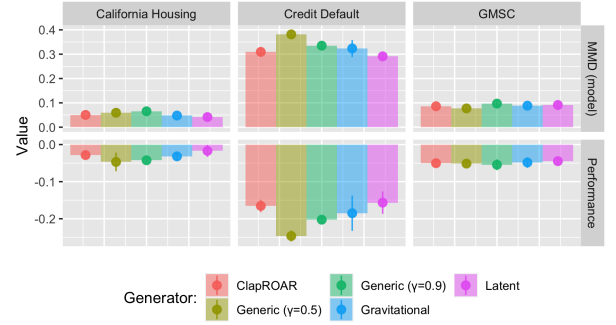 California Housing Credit Default GMSC
0.4
0.3
0.2
0.1
0.0
MMD (model)
Value
0.0
-0.1
-0.2
Performance
Generator:
ClapROAR Generic (γ=0.9) Latent
Generic (γ=0.5) Gravitational